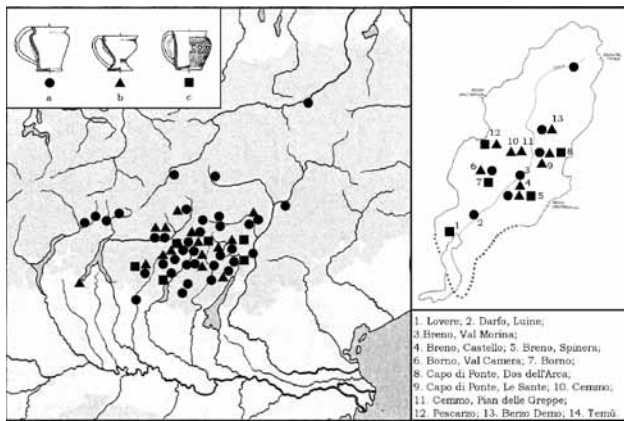 a b c
13
12
10 11
8
9
6
3
7
4
5
2
1
1. Lovere; 2. Darfo, Luine;
3.Breno, Val Morina;
4. Breno, Castello; 5. Breno, Spinera;
6. Borno, Val Camera; 7. Borno;
8. Capo di Ponte, Dos dell'Arca;
9. Capo di Ponte, Le Sante; 10. Cemmo;
11. Cemmo, Pian delle Greppe;
12. Pescarzo; 13. Berzo Demo; 14. Temù.